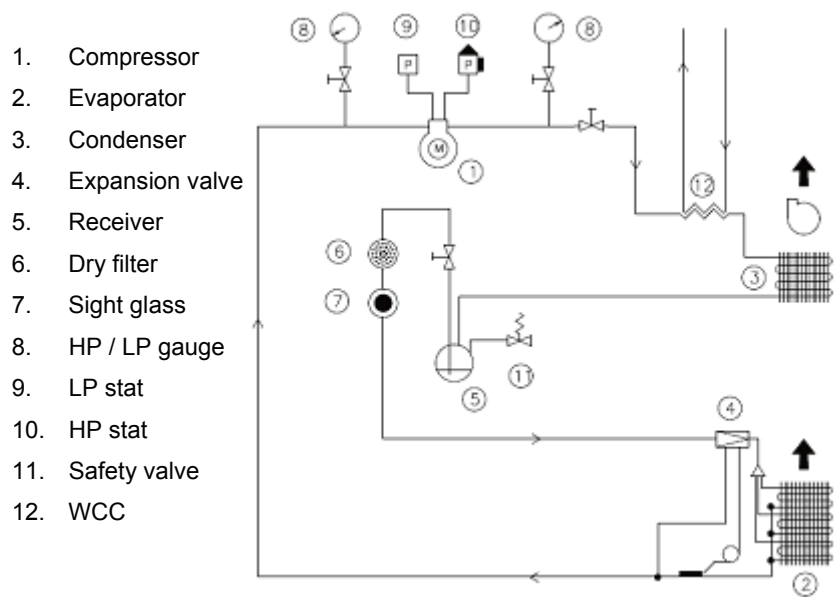 1. Compressor
2. Evaporator
3. Condenser
4. Expansion valve
5. Receiver
6. Dry filter
7. Sight glass
8. HP / LP gauge
9. LP stat
10. HP stat
11. Safety valve
12. WCC
8 9 10 8
P P
M
1
12
3
6
7
5 11
4
2